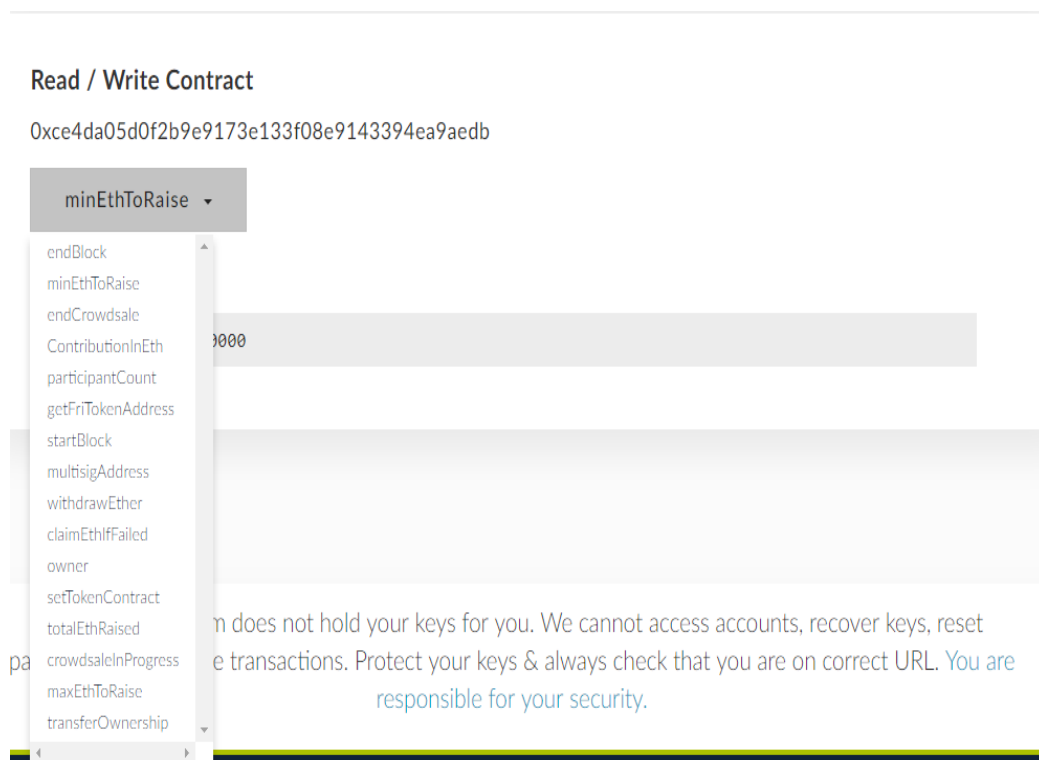 Read / Write Contract
0xce4da05d0f2b9e9173e133f08e9143394ea9aedb
minEthToRaise
endBlock
minEthToRaise
endCrowdsale
ContributionInEth
participantCount
getFriTokenAddress
startBlock
multisigAddress
withdrawEther
claimEthIfFailed
owner
setTokenContract
totalEthRaised
crowdsaleInProgress
maxEthToRaise
transferOwnership
0000
m does not hold your keys for you. We cannot access accounts, recover keys, reset
pa e transactions. Protect your keys & always check that you are on correct URL. You are
responsible for your security.